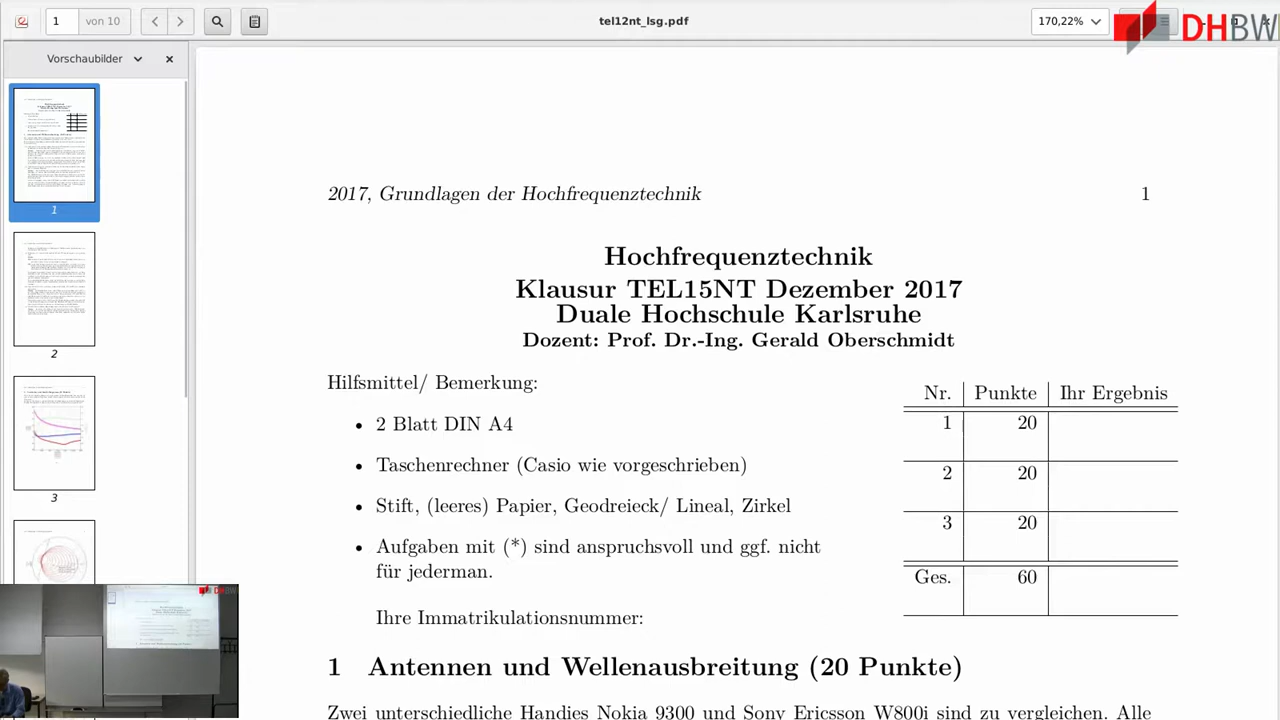 1
von 10
tel12nt_lsg.pdf
170,22%
DHBW
Vorschaubilder
1
2
3
2017, Grundlagen der Hochfrequenztechnik
1
Hochfrequenztechnik
Klausur TEL15NT Dezember 2017
Duale Hochschule Karlsruhe
Dozent: Prof. Dr.-Ing. Gerald Oberschmidt
Hilfsmittel/ Bemerkung:
• 2 Blatt DIN A4
• Taschenrechner (Casio wie vorgeschrieben)
• Stift, (leeres) Papier, Geodreieck/ Lineal, Zirkel
• Aufgaben mit (*) sind anspruchsvoll und ggf. nicht
für jederman.
Ihre Immatrikulationsnummer:
Nr. Punkte Ihr Ergebnis
1 20
2 20
3 20
Ges. 60
1 Antennen und Wellenausbreitung (20 Punkte)
Zwei unterschiedliche Handies Nokia 9300 und Sony Ericsson W800i sind zu vergleichen. Alle
DHBW